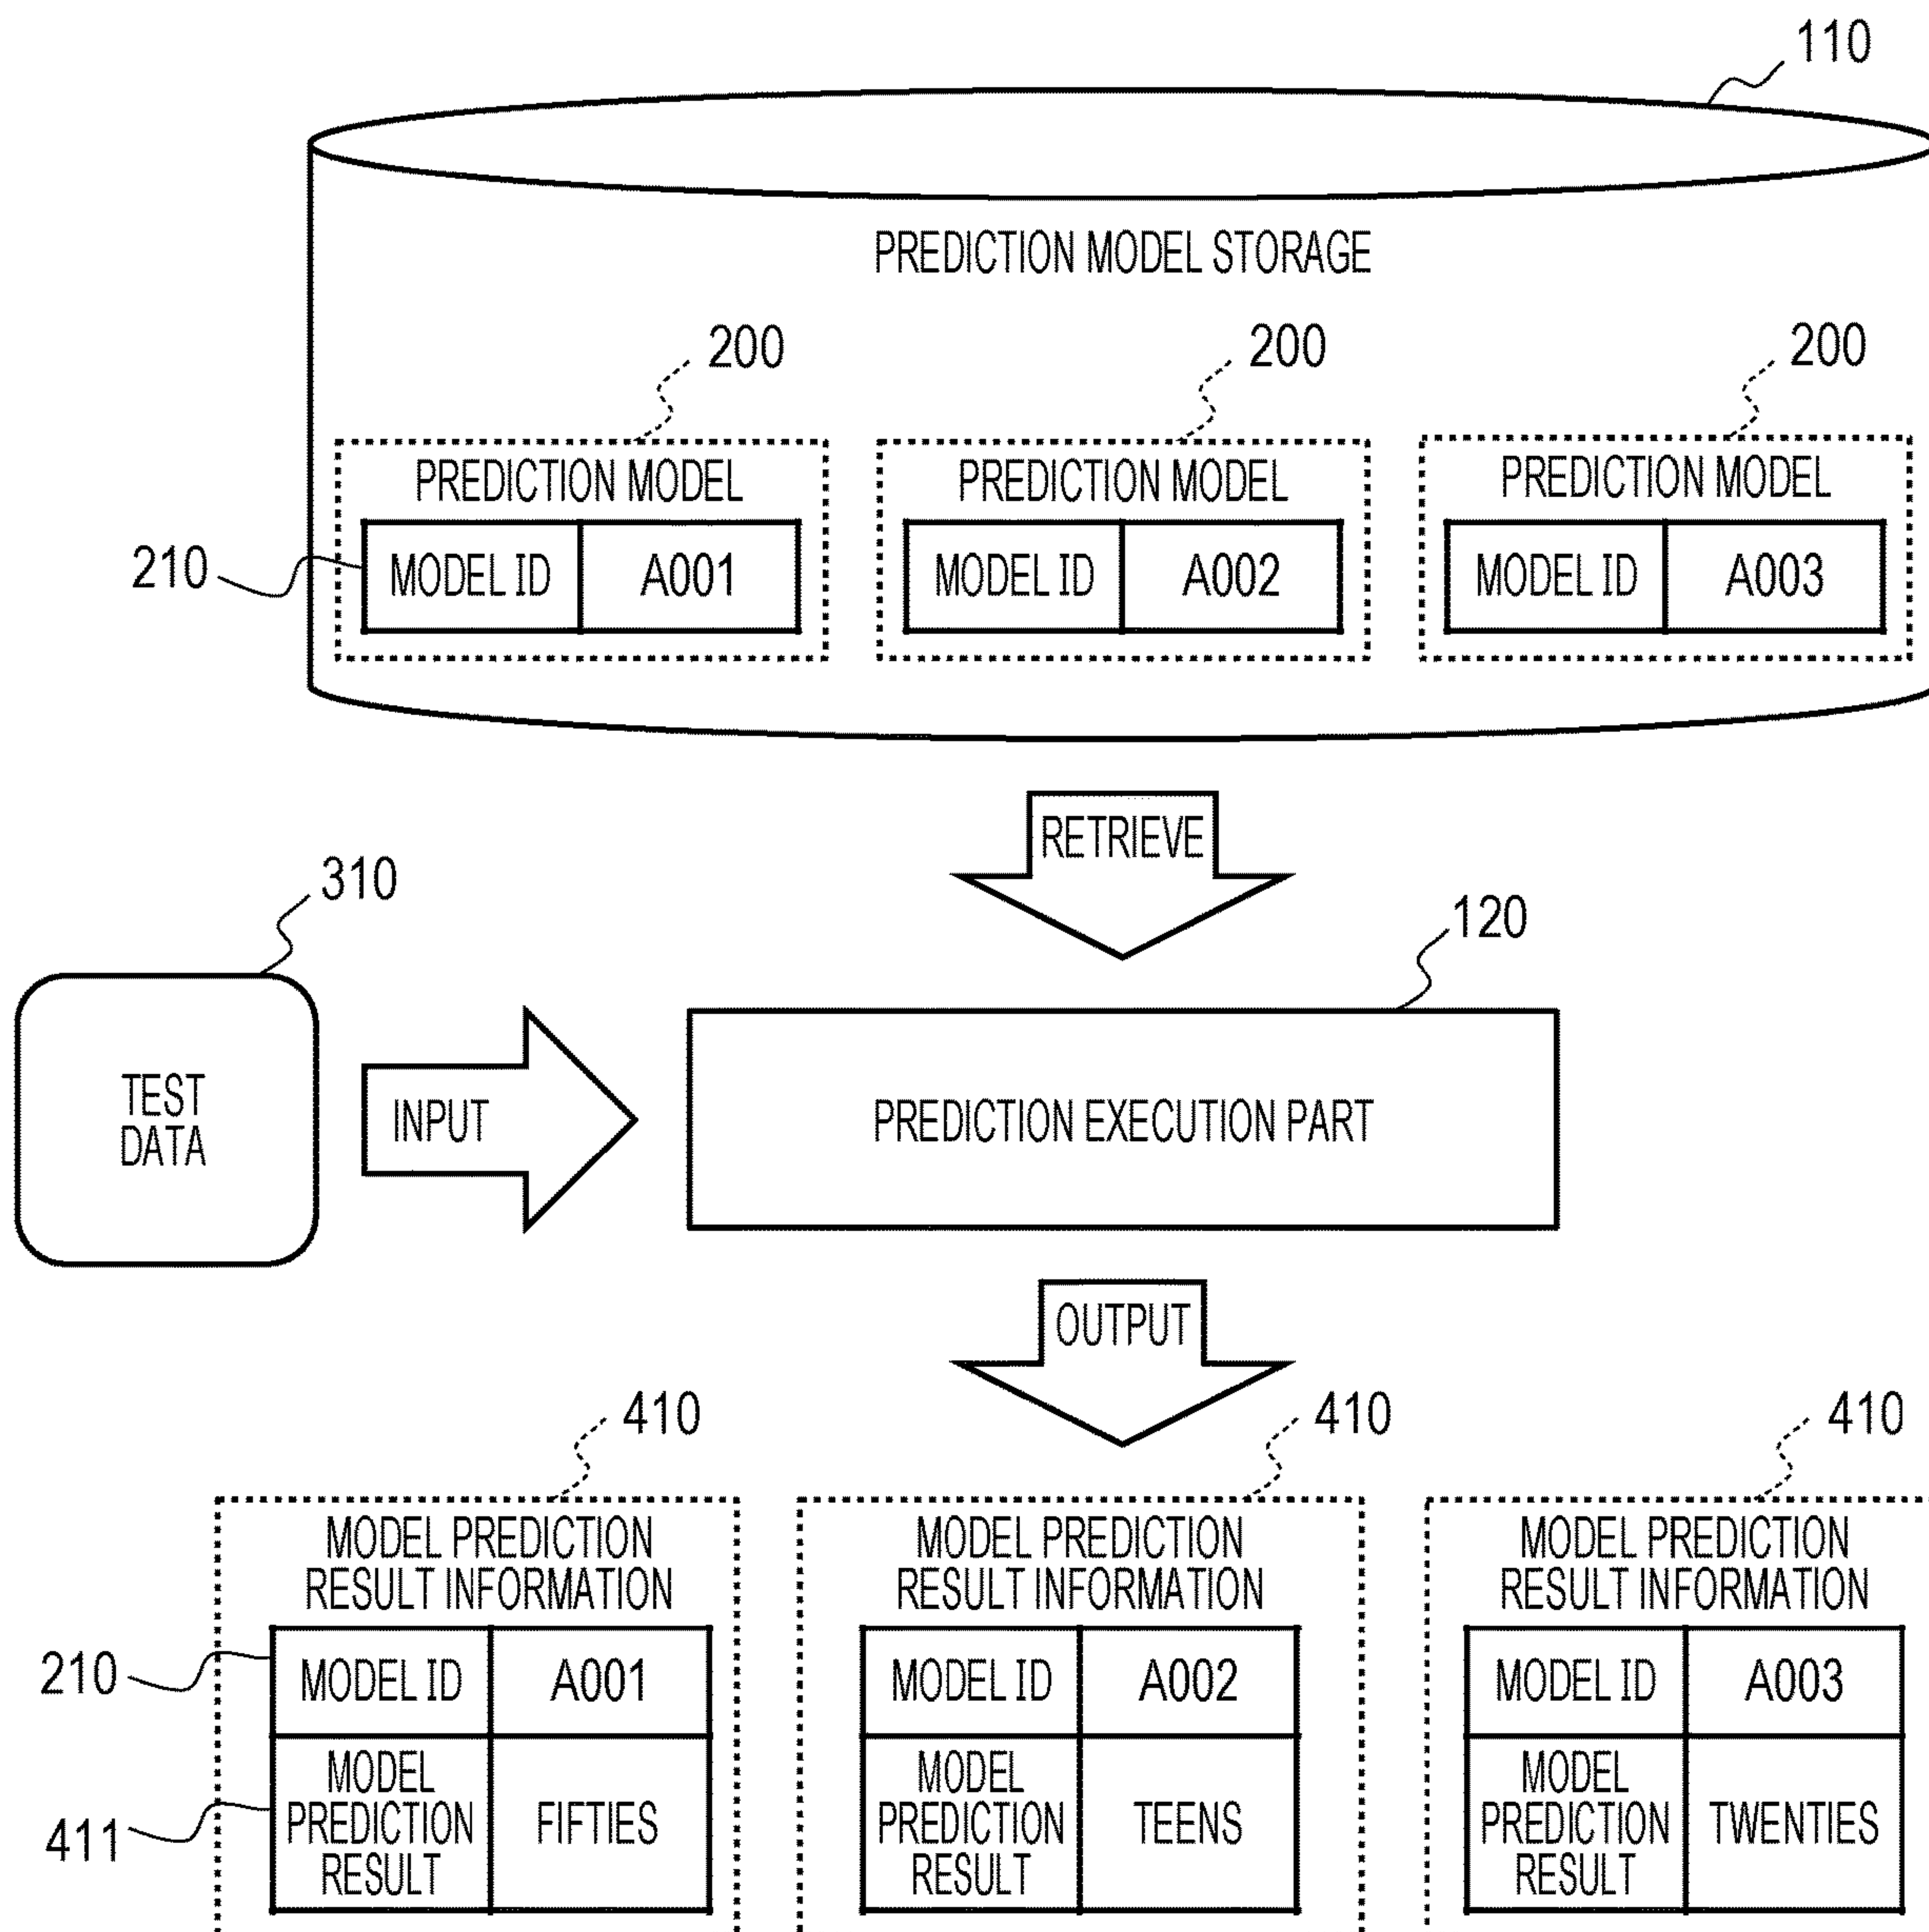 110
PREDICTION MODEL STORAGE
200
200
200
PREDICTION MODEL
PREDICTION MODEL
PREDICTION MODEL
210
MODEL ID
A001
MODEL ID
A002
MODEL ID
A003
RETRIEVE
310
120
TEST
DATA
INPUT
PREDICTION EXECUTION PART
OUTPUT
410
410
410
MODEL PREDICTION
RESULT INFORMATION
MODEL PREDICTION
RESULT INFORMATION
MODEL PREDICTION
RESULT INFORMATION
210
MODEL ID
A001
MODEL ID
A002
MODEL ID
A003
411
MODEL
PREDICTION
RESULT
FIFTIES
MODEL
PREDICTION
RESULT
TEENS
MODEL
PREDICTION
RESULT
TWENTIES